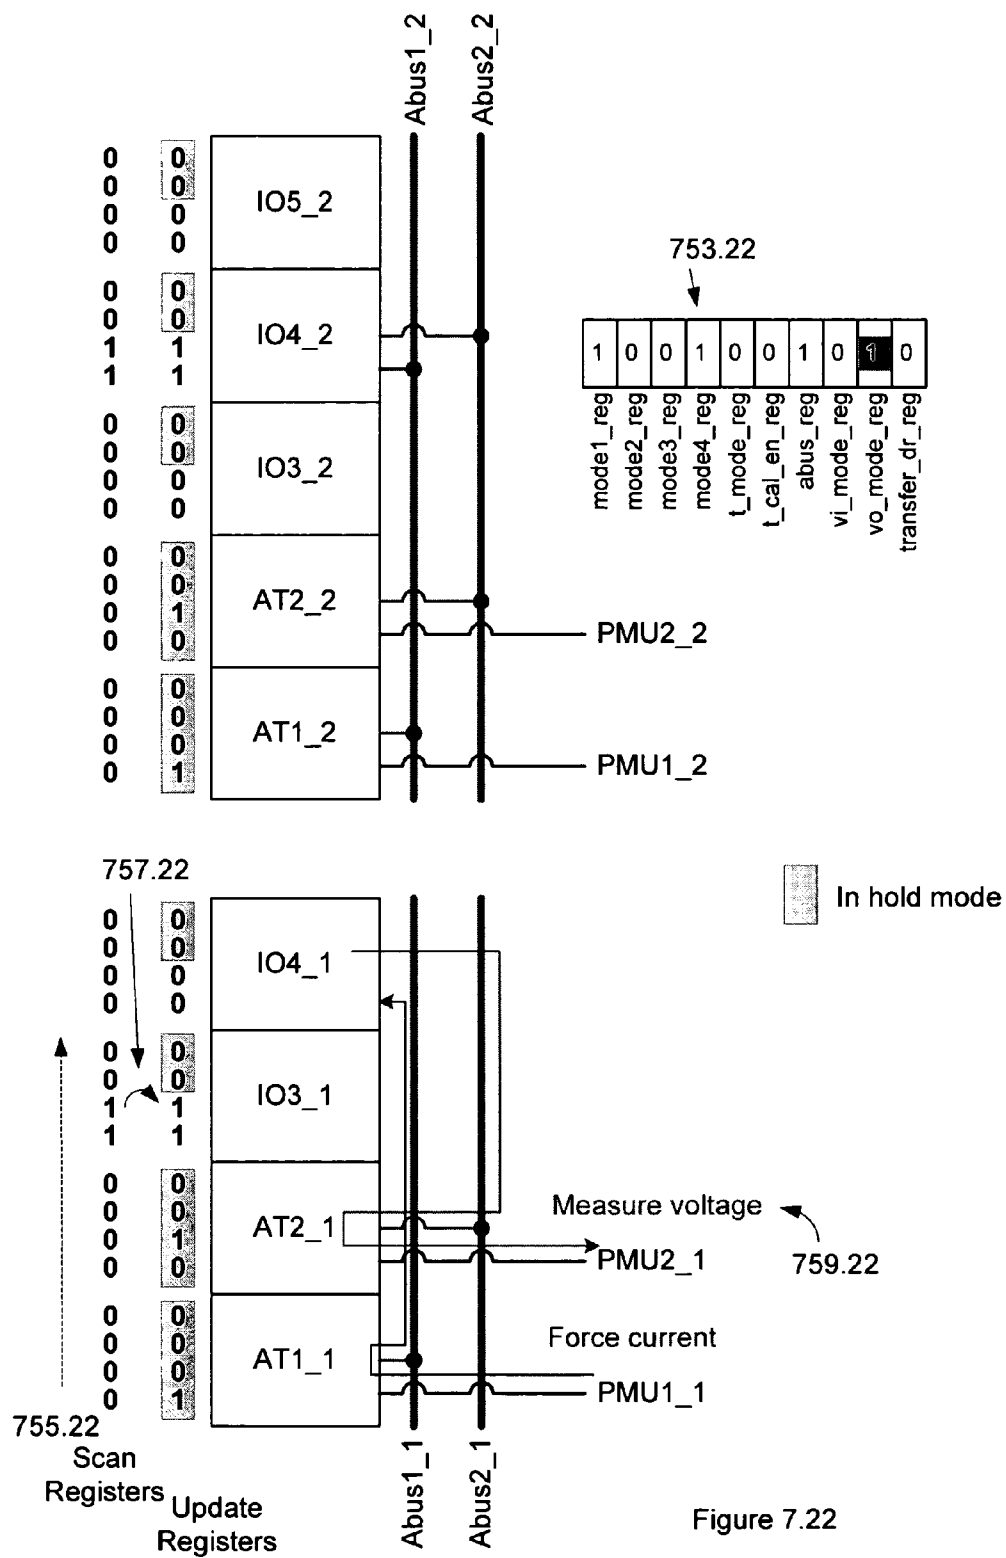 Abus1_2
Abus2_2
0 0
0 0
0 0
0 0
IO5_2
0 0
0 0
1 1
1 1
IO4_2
0 0
0 0
0 0
0 0
IO3_2
0 0
0 0
0 1
0 0
AT2_2
PMU2_2
0 0
0 0
0 0
0 1
AT1_2
PMU1_2
753.22
1 0 0 1 0 0 1 0 1 0
mode1_reg
mode2_reg
mode3_reg
mode4_reg
t_mode_reg
t_cal_en_reg
abus_reg
vi_mode_reg
vo_mode_reg
transfer_dr_reg
757.22
In hold mode
0 0
0 0
0 0
0 0
IO4_1
0 0
0 0
1 1
1 1
IO3_1
0 0
0 0
0 1
0 0
AT2_1
Measure voltage
759.22
PMU2_1
0 0
0 0
0 0
0 1
AT1_1
Force current
PMU1_1
755.22
Scan
Registers
Update
Registers
Abus1_1
Abus2_1
Figure 7.22